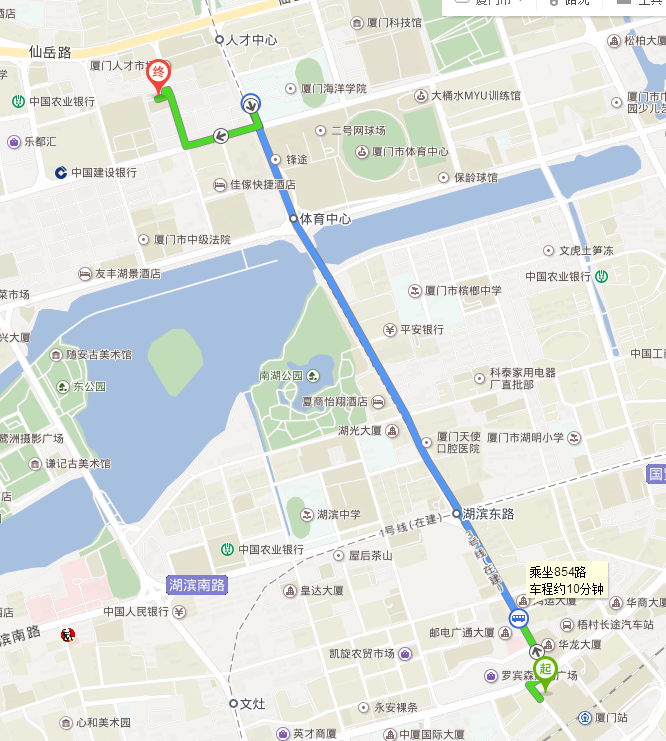 厦门市
路况
工具
厦门科技馆
人才中心
松柏大厦
仙岳路
厦门人才市场
终
厦门海洋学院
中国农业银行
大桶水MYU训练馆
厦门市
园少儿
二号网球场
乐都汇
锋途
厦门市体育中心
中国建设银行
佳傢快捷酒店
保龄球馆
体育中心
厦门市中级法院
文虎土笋冻
友丰湖景酒店
中国农业银行
菜市场
厦门市槟榔中学
兴大厦
平安银行
随安古美术馆
中国工商
南湖公园
科泰家用电器
厂直批部
东公园
夏商怡翔酒店
鹭洲摄影广场
湖光大厦
厦门天使
口腔医院
厦门市湖明小学
谦记古美术馆
国贸
酒店
湖滨中学
湖滨东路
1号线(在建)
3号线(在建)
中国农业银行
屋后茶山
乘坐854路
车程约10分钟
湖滨南路
皇达大厦
鸿运大厦
华商大厦
中国人民银行
梧村长途汽车站
滨南路
邮电广通大厦
华龙大厦
凯旋农贸市场
起
罗宾森
广场
文灶
永安裸条
厦门站
心和美术园
英才商厦
中厦国际大厦